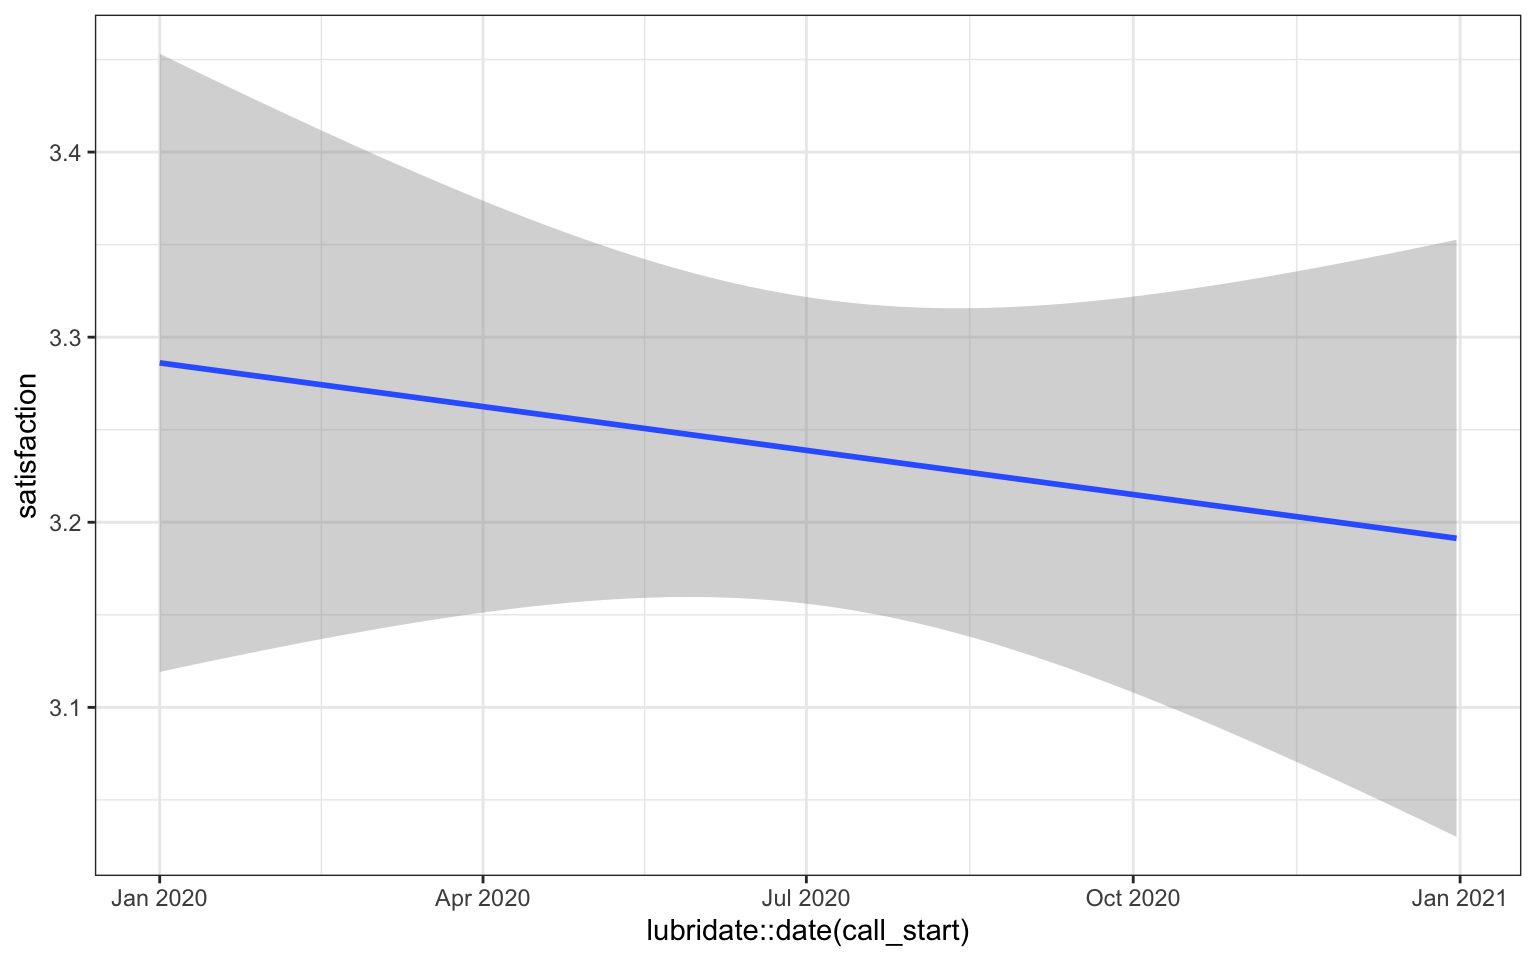 satisfaction
3.4
3.3
3.2
3.1
Jan 2020
Apr 2020
Jul 2020
Oct 2020
Jan 2021
lubridate::date(call_start)